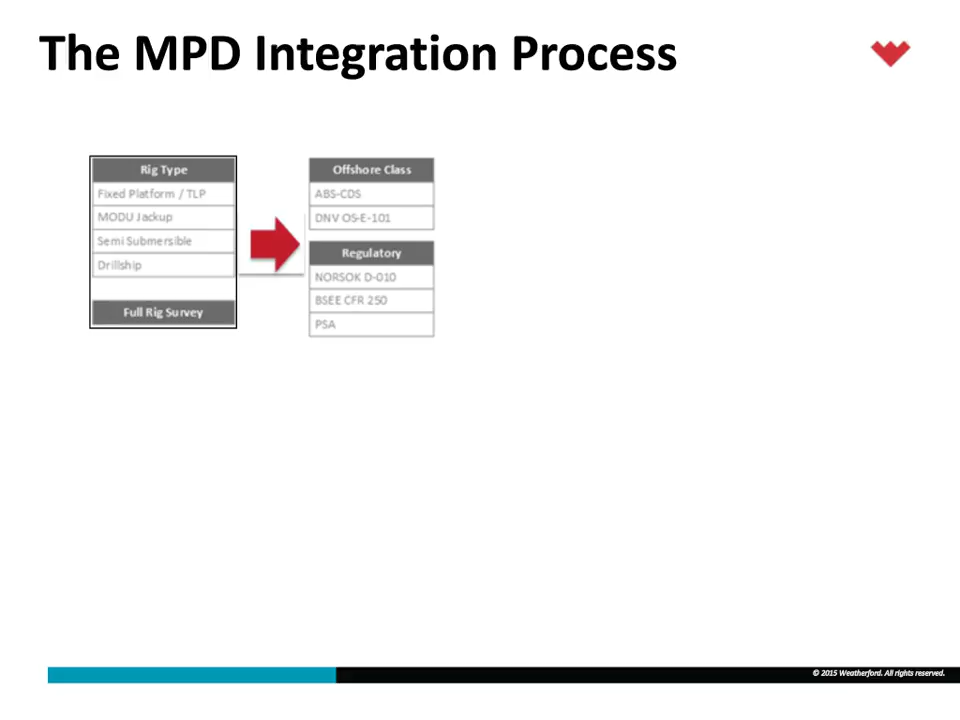 The MPD Integration Process
Rig Type
Fixed Platform / TLP
MODU Jackup
Semi Submersible
Drillship
Full Rig Survey
Offshore Class
ABS-CDS
DNV OS-E-101
Regulatory
NORSOK D-010
BSEE CFR 250
PSA
© 2015 Weatherford. All rights reserved.